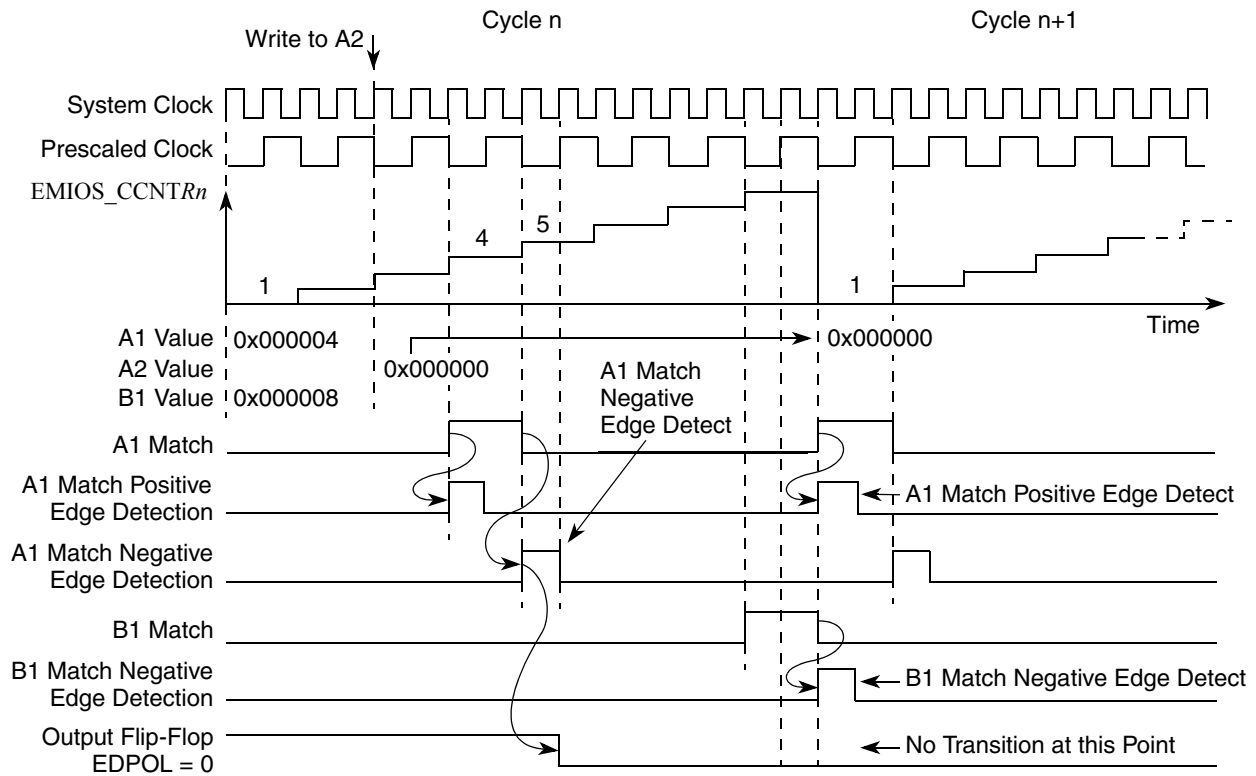 Cycle n
Cycle n+1
Write to A2
System Clock
Prescaled Clock
EMIOS_CCNTRn
4
5
1
1
Time
A1 Value
0x000004
0x000000
A2 Value
0x000000
B1 Value
0x000008
A1 Match
Negative
Edge Detect
A1 Match
A1 Match Positive
Edge Detection
A1 Match Positive Edge Detect
A1 Match Negative
Edge Detection
B1 Match
B1 Match Negative
Edge Detection
B1 Match Negative Edge Detect
Output Flip-Flop
EDPOL = 0
No Transition at this Point